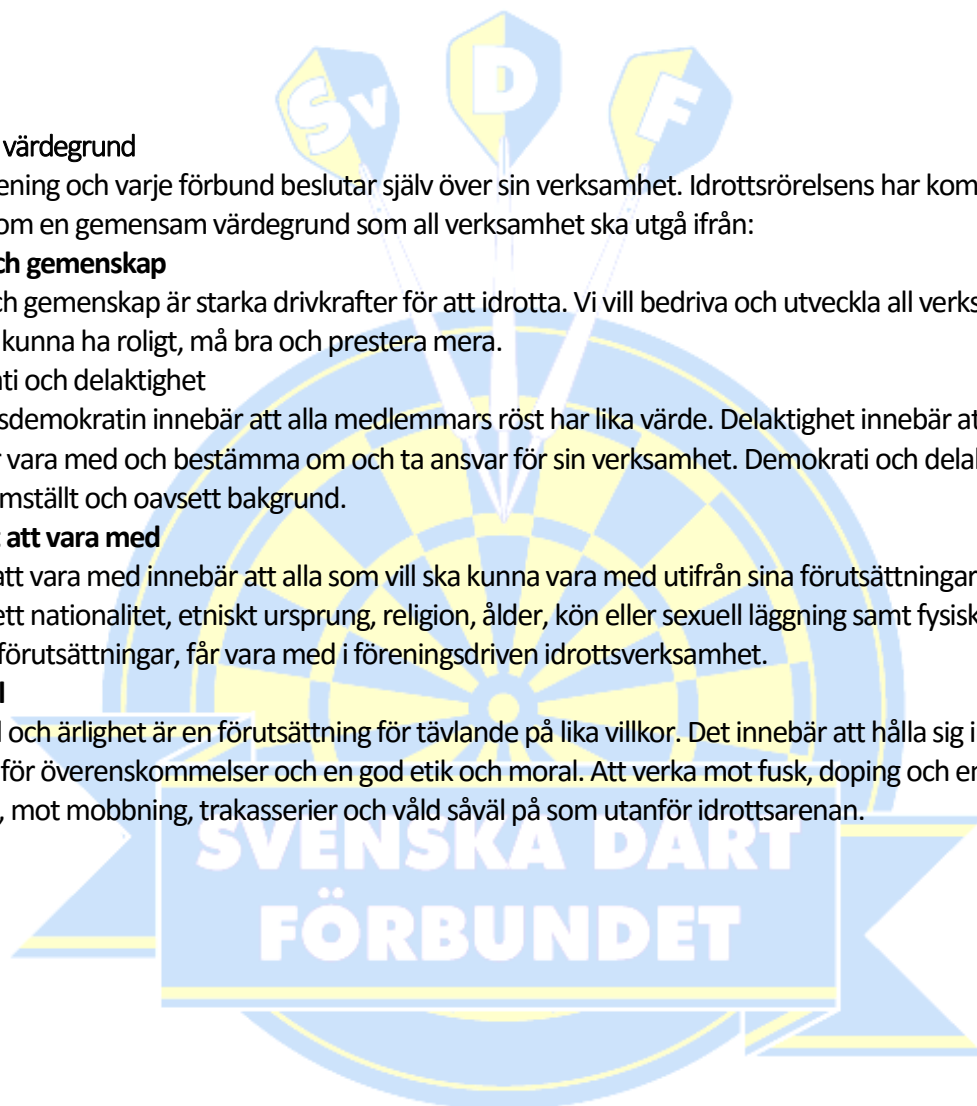 Sv D F
värdegrund
ening och varje förbund beslutar själv över sin verksamhet. Idrottsrörelsens har kom
om en gemensam värdegrund som all verksamhet ska utgå ifrån:
ch gemenskap
ch gemenskap är starka drivkrafter för att idrotta. Vi vill bedriva och utveckla all verks
kunna ha roligt, må bra och prestera mera.
ti och delaktighet
sdemokratin innebär att alla medlemmars röst har lika värde. Delaktighet innebär at
r vara med och bestämma om och ta ansvar för sin verksamhet. Demokrati och delak
mställt och oavsett bakgrund.
t att vara med
att vara med innebär att alla som vill ska kunna vara med utifrån sina förutsättningar
ett nationalitet, etniskt ursprung, religion, ålder, kön eller sexuell läggning samt fysisk
förutsättningar, får vara med i föreningsdriven idrottsverksamhet.
l
l och ärlighet är en förutsättning för tävlande på lika villkor. Det innebär att hålla sig i
för överenskommelser och en god etik och moral. Att verka mot fusk, doping och en
, mot mobbning, trakasserier och våld såväl på som utanför idrottsarenan.
SVENSKA DART
FÖRBUNDET